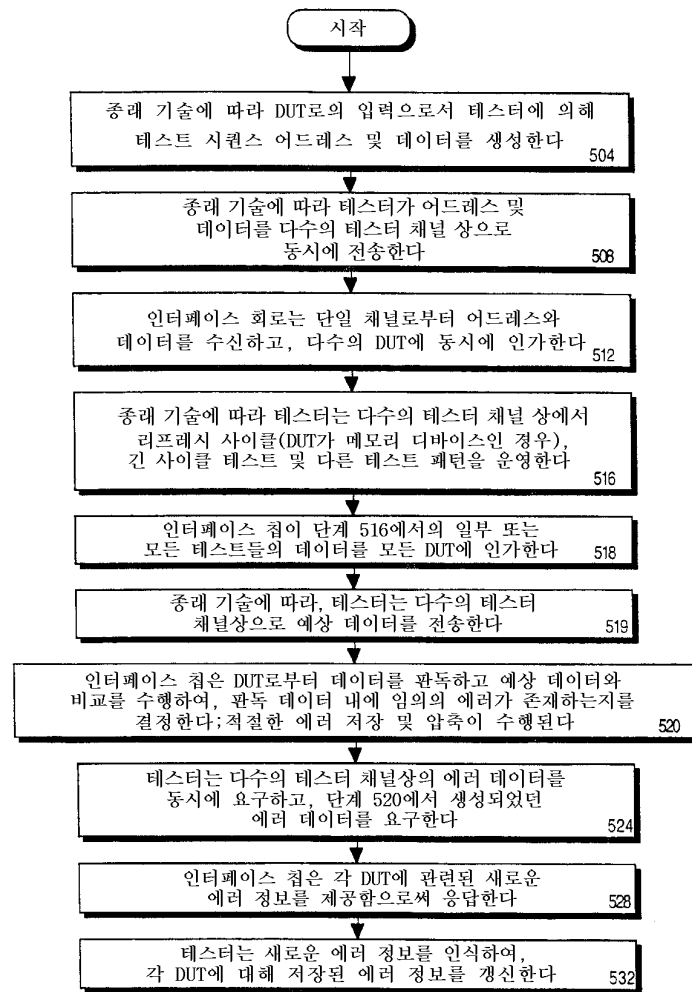 시작
종래 기술에 따라 DUT로의 입력으로서 테스터에 의해
테스트 시퀀스 어드레스 및 데이터를 생성한다
504
종래 기술에 따라 테스터가 어드레스 및
데이터를 다수의 테스터 채널 상으로
동시에 전송한다
508
인터페이스 회로는 단일 채널로부터 어드레스와
데이터를 수신하고, 다수의 DUT에 동시에 인가한다
512
종래 기술에 따라 테스터는 다수의 테스터 채널 상에서
리프레시 사이클(DUT가 메모리 디바이스인 경우),
긴 사이클 테스트 및 다른 테스트 패턴을 운영한다
516
인터페이스 칩이 단계 516에서의 일부 또는
모든 테스트들의 데이터를 모든 DUT에 인가한다
518
종래 기술에 따라, 테스터는 다수의 테스터
채널상으로 예상 데이터를 전송한다
519
인터페이스 칩은 DUT로부터 데이터를 판독하고 예상 데이터와
비교를 수행하여, 판독 데이터 내에 임의의 에러가 존재하는지를
결정한다;적절한 에러 저장 및 압축이 수행된다
520
테스터는 다수의 테스터 채널상의 에러 데이터를
동시에 요구하고, 단계 520에서 생성되었던
에러 데이터를 요구한다
524
인터페이스 칩은 각 DUT에 관련된 새로운
에러 정보를 제공함으로써 응답한다
528
테스터는 새로운 에러 정보를 인식하여,
각 DUT에 대해 저장된 에러 정보를 갱신한다
532